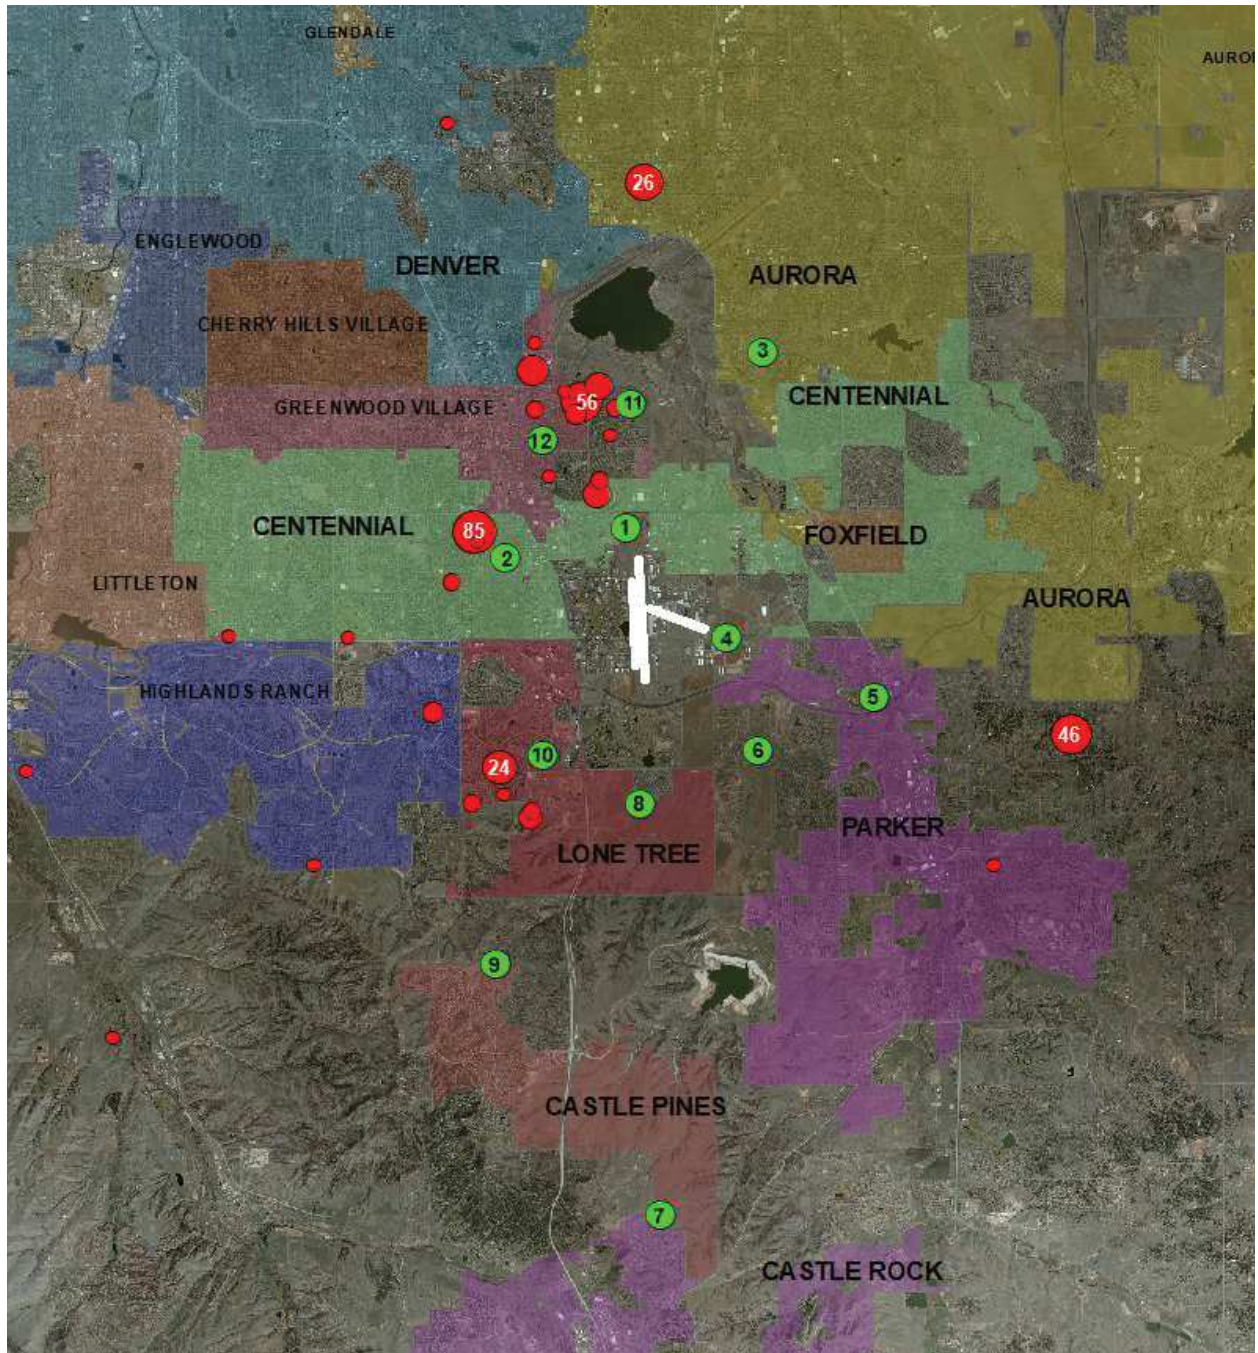 GLENDALE
AUROR
26
ENGLEWOOD
DENVER
AURORA
CHERRY HILLS VILLAGE
3
CENTENNIAL
GREENWOOD VILLAGE
56
11
12
CENTENNIAL
85
1
FOXFIELD
2
LITTLETON
AURORA
4
HIGHLANDS RANCH
5
46
10
6
24
8
PARKER
LONE TREE
9
CASTLE PINES
7
CASTLE ROCK